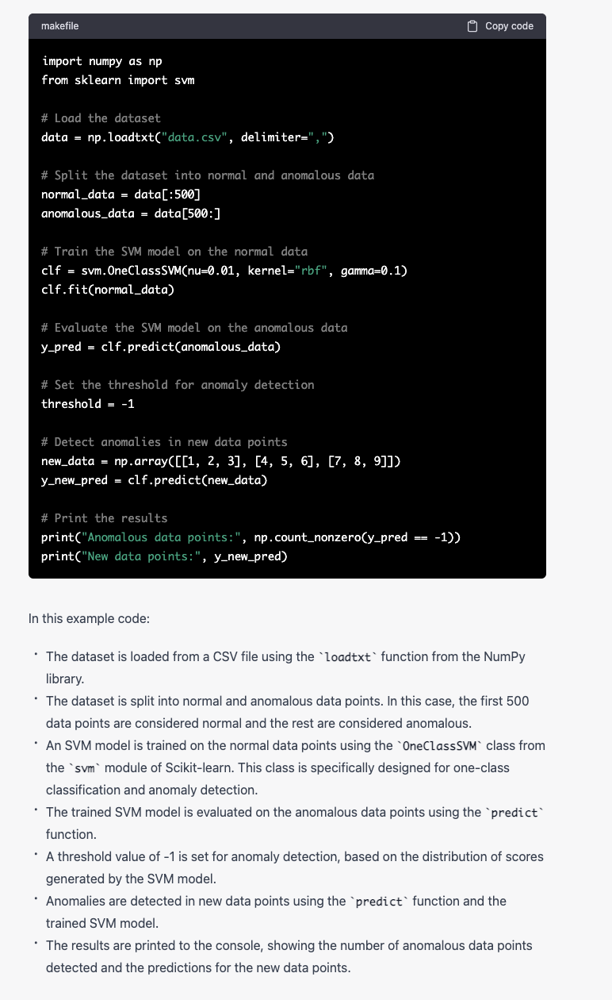 makefile
Copy code
import numpy as np
from sklearn import svm
# Load the dataset
data = np.loadtxt("data.csv", delimiter=",")
# Split the dataset into normal and anomalous data
normal_data = data[:500]
anomalous_data = data[500:]
# Train the SVM model on the normal data
clf = svm.OneClassSVM(nu=0.01, kernel="rbf", gamma=0.1)
clf.fit(normal_data)
# Evaluate the SVM model on the anomalous data
y_pred = clf.predict(anomalous_data)
# Set the threshold for anomaly detection
threshold = -1
# Detect anomalies in new data points
new_data = np.array([[1, 2, 3], [4, 5, 6], [7, 8, 9]])
y_new_pred = clf.predict(new_data)
# Print the results
print("Anomalous data points:", np.count_nonzero(y_pred == -1))
print("New data points:", y_new_pred)
In this example code:
• The dataset is loaded from a CSV file using the `loadtxt` function from the NumPy
library.
• The dataset is split into normal and anomalous data points. In this case, the first 500
data points are considered normal and the rest are considered anomalous.
• An SVM model is trained on the normal data points using the `OneClassSVM` class from
the `svm` module of Scikit-learn. This class is specifically designed for one-class
classification and anomaly detection.
• The trained SVM model is evaluated on the anomalous data points using the `predict`
function.
• A threshold value of -1 is set for anomaly detection, based on the distribution of scores
generated by the SVM model.
• Anomalies are detected in new data points using the `predict` function and the
trained SVM model.
• The results are printed to the console, showing the number of anomalous data points
detected and the predictions for the new data points.